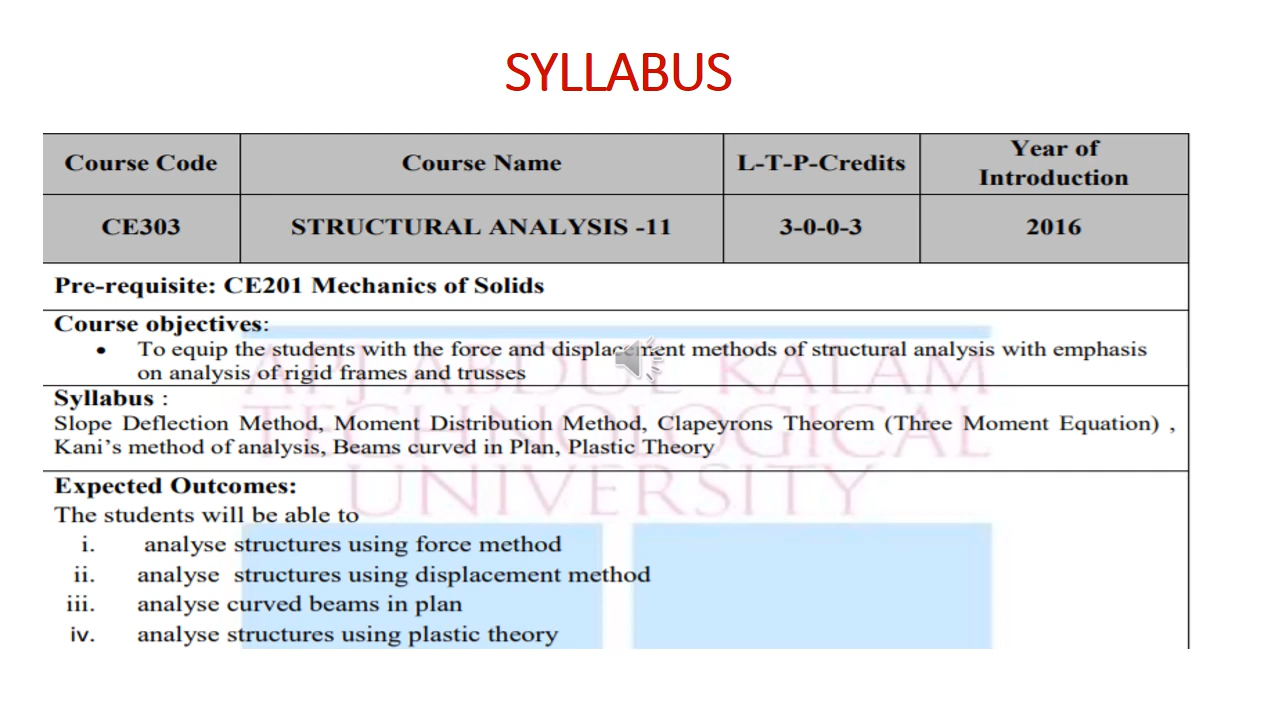 SYLLABUS
Course Code
Course Name
L-T-P-Credits
Year of
Introduction
CE303
STRUCTURAL ANALYSIS -11
3-0-0-3
2016
Pre-requisite: CE201 Mechanics of Solids
Course objectives:
• To equip the students with the force and displacement methods of structural analysis with emphasis
on analysis of rigid frames and trusses
Syllabus :
Slope Deflection Method, Moment Distribution Method, Clapeyrons Theorem (Three Moment Equation) ,
Kani's method of analysis, Beams curved in Plan, Plastic Theory
Expected Outcomes:
The students will be able to
i. analyse structures using force method
ii. analyse structures using displacement method
iii. analyse curved beams in plan
iv. analyse structures using plastic theory
APJ ABDUL KALAM
TECHNOLOGICAL
UNIVERSITY